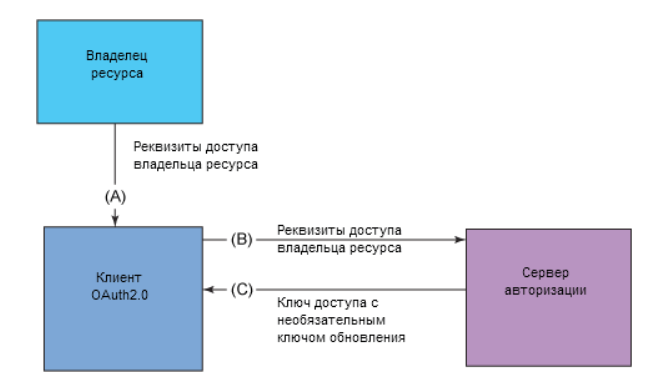 Владелец
ресурса
Реквизиты доступа
владельца ресурса
(A)
Клиент
OAuth2.0
(B)
Реквизиты доступа
владельца ресурса
(C)
Ключ доступа с
необязательным
ключом обновления
Сервер
авторизации